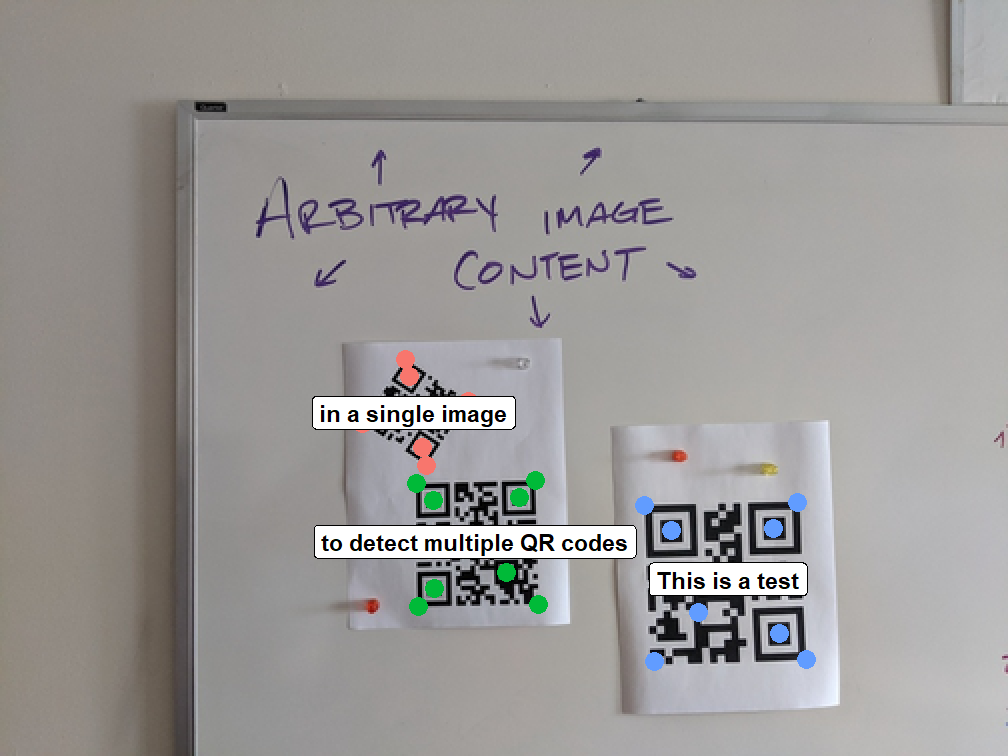 ARBITRARY IMAGE
CONTENT
in a single image
to detect multiple QR codes
This is a test